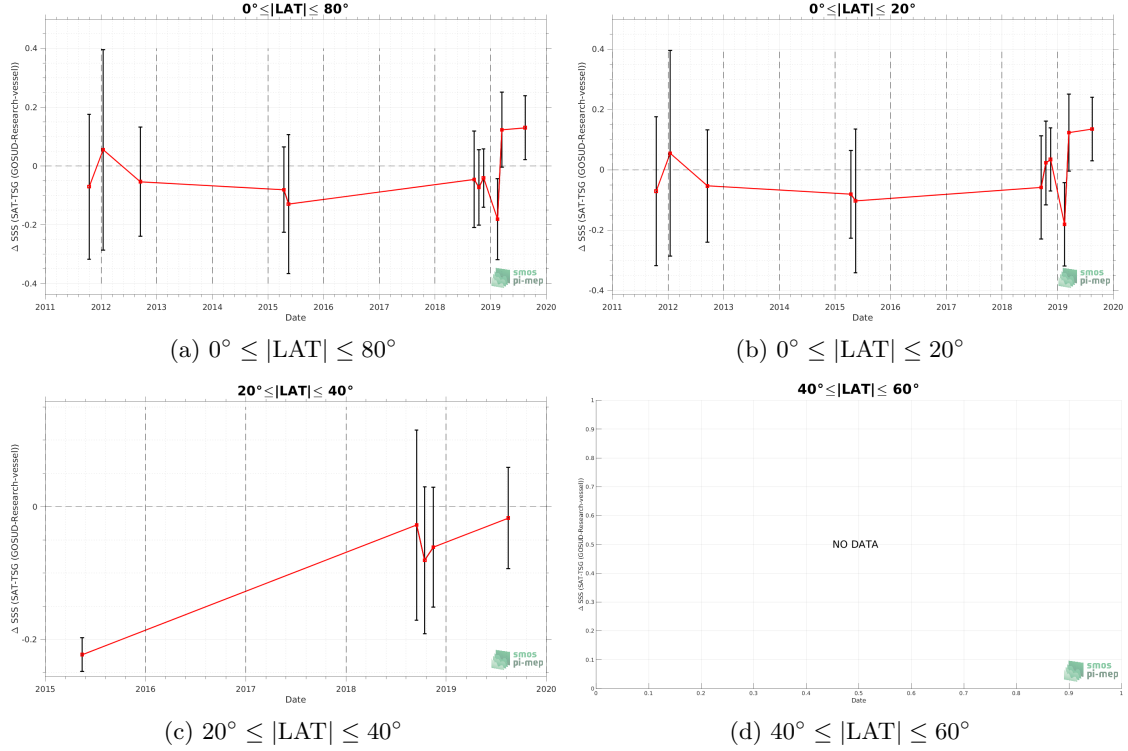 0°≤|LAT|≤ 80°
Δ SSS (SAT-TSG (GOSUD-Research-vessel))
0.4
0.2
0
-0.2
-0.4
2011 2012 2013 2014 2015 2016 2017 2018 2019 2020
Date
smos
pi-mep
(a) 0° ≤ |LAT| ≤ 80°
0°≤|LAT|≤ 20°
Δ SSS (SAT-TSG (GOSUD-Research-vessel))
0.4
0.2
0
-0.2
-0.4
2011 2012 2013 2014 2015 2016 2017 2018 2019 2020
Date
smos
pi-mep
(b) 0° ≤ |LAT| ≤ 20°
20°≤|LAT|≤ 40°
Δ SSS (SAT-TSG (GOSUD-Research-vessel))
0
-0.2
2015 2016 2017 2018 2019 2020
Date
smos
pi-mep
(c) 20° ≤ |LAT| ≤ 40°
40°≤|LAT|≤ 60°
Δ SSS (SAT-TSG (GOSUD-Research-vessel))
1
0.9
0.8
0.7
0.6
0.5
0.4
0.3
0.2
0.1
0
NO DATA
0 0.1 0.2 0.3 0.4 0.5 0.6 0.7 0.8 0.9 1
Date
smos
pi-mep
(d) 40° ≤ |LAT| ≤ 60°